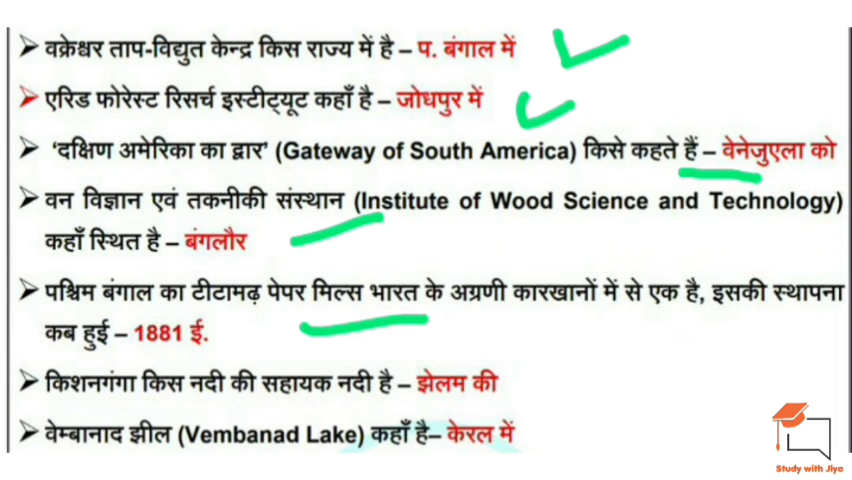 ➤ वक्रेश्वर ताप-विद्युत केन्द्र किस राज्य में है – प. बंगाल में
➤ एरिड फोरेस्ट रिसर्च इस्टीट्यूट कहाँ है – जोधपुर में
➤ 'दक्षिण अमेरिका का द्वार' (Gateway of South America) किसे कहते हैं – वेनेजुएला को
➤ वन विज्ञान एवं तकनीकी संस्थान (Institute of Wood Science and Technology)
कहाँ स्थित है – बंगलौर
➤ पश्चिम बंगाल का टीटामढ़ पेपर मिल्स भारत के अग्रणी कारखानों में से एक है, इसकी स्थापना
कब हुई – 1881 ई.
➤ किशनगंगा किस नदी की सहायक नदी है – झेलम की
➤ वेम्बानाद झील (Vembanad Lake) कहाँ है– केरल में
Study with Jiya